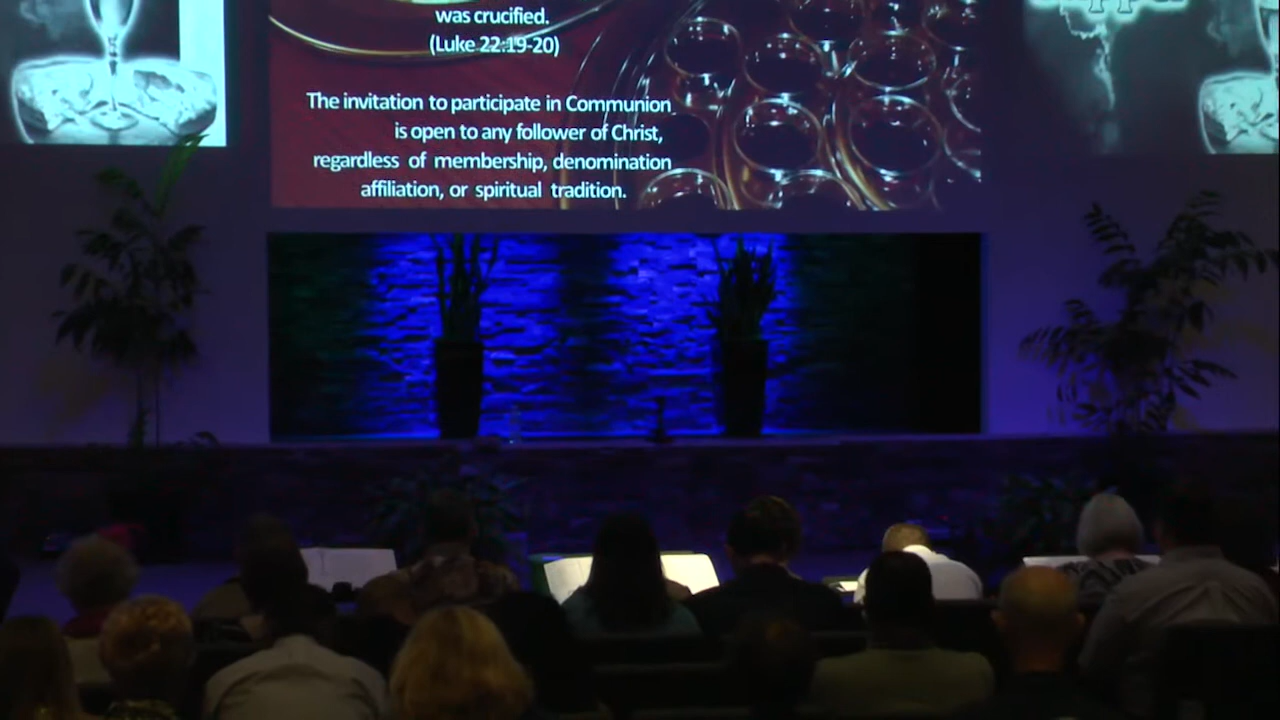 was crucified.
(Luke 22:19-20)
The invitation to participate in Communion
is open to any follower of Christ,
regardless of membership, denomination
affiliation, or spiritual tradition.